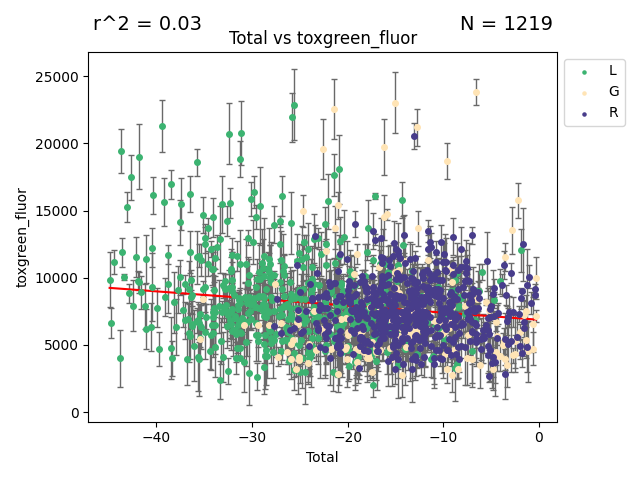 r^2 = 0.03
N = 1219
Total vs toxgreen_fluor
25000
20000
15000
10000
5000
0
toxgreen_fluor
−40
−30
−20
−10
0
Total
L
G
R